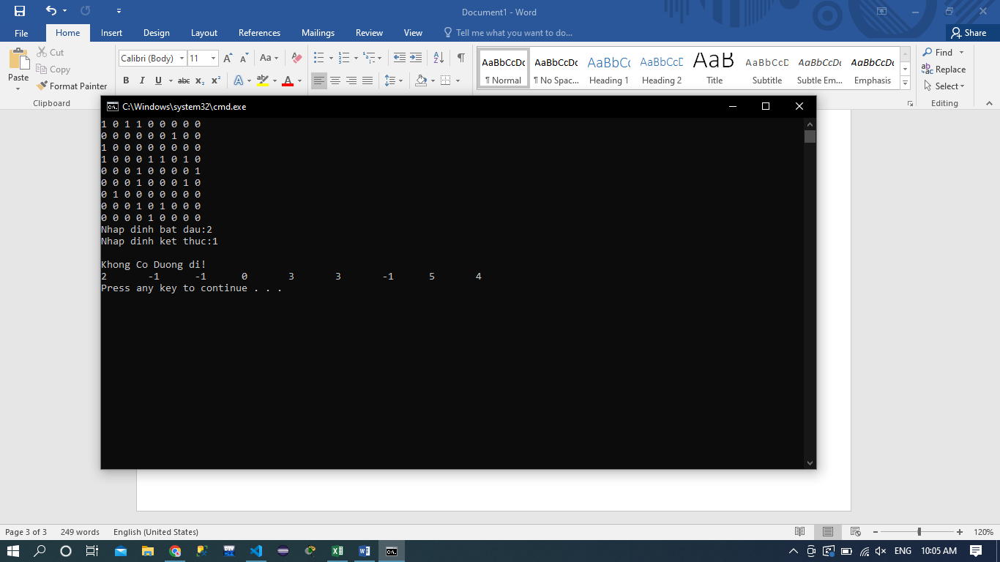 Document1 - Word
File Home Insert Design Layout References Mailings Review View Tell me what you want to do... Share
Paste
Cut
Copy
Format Painter
Clipboard
Calibri (Body) 11 Aa
B I U abc x₂ x² A ab A
AaBbCcDc AaBbCcDc AaBbCc AaBbCcD AaB AaBbCcD AaBbCcDc AaBbCcDc
¶ Normal ¶ No Spac... Heading 1 Heading 2 Title Subtitle Subtle Em... Emphasis
Find
Replace
Select
Editing
C:\Windows\system32\cmd.exe
1 0 1 1 0 0 0 0 0
0 0 0 0 0 0 1 0 0
1 0 0 0 0 0 0 0 0
1 0 0 0 1 1 0 1 0
0 0 0 1 0 0 0 0 1
0 0 0 1 0 0 0 1 0
0 1 0 0 0 0 0 0 0
0 0 0 1 0 1 0 0 0
0 0 0 0 1 0 0 0 0
Nhap dinh bat dau:2
Nhap dinh ket thuc:1
Khong Co Duong di!
2 -1 -1 0 3 3 -1 5 4
Press any key to continue . . .
Page 3 of 3 249 words English (United States) 120%
ENG 10:05 AM